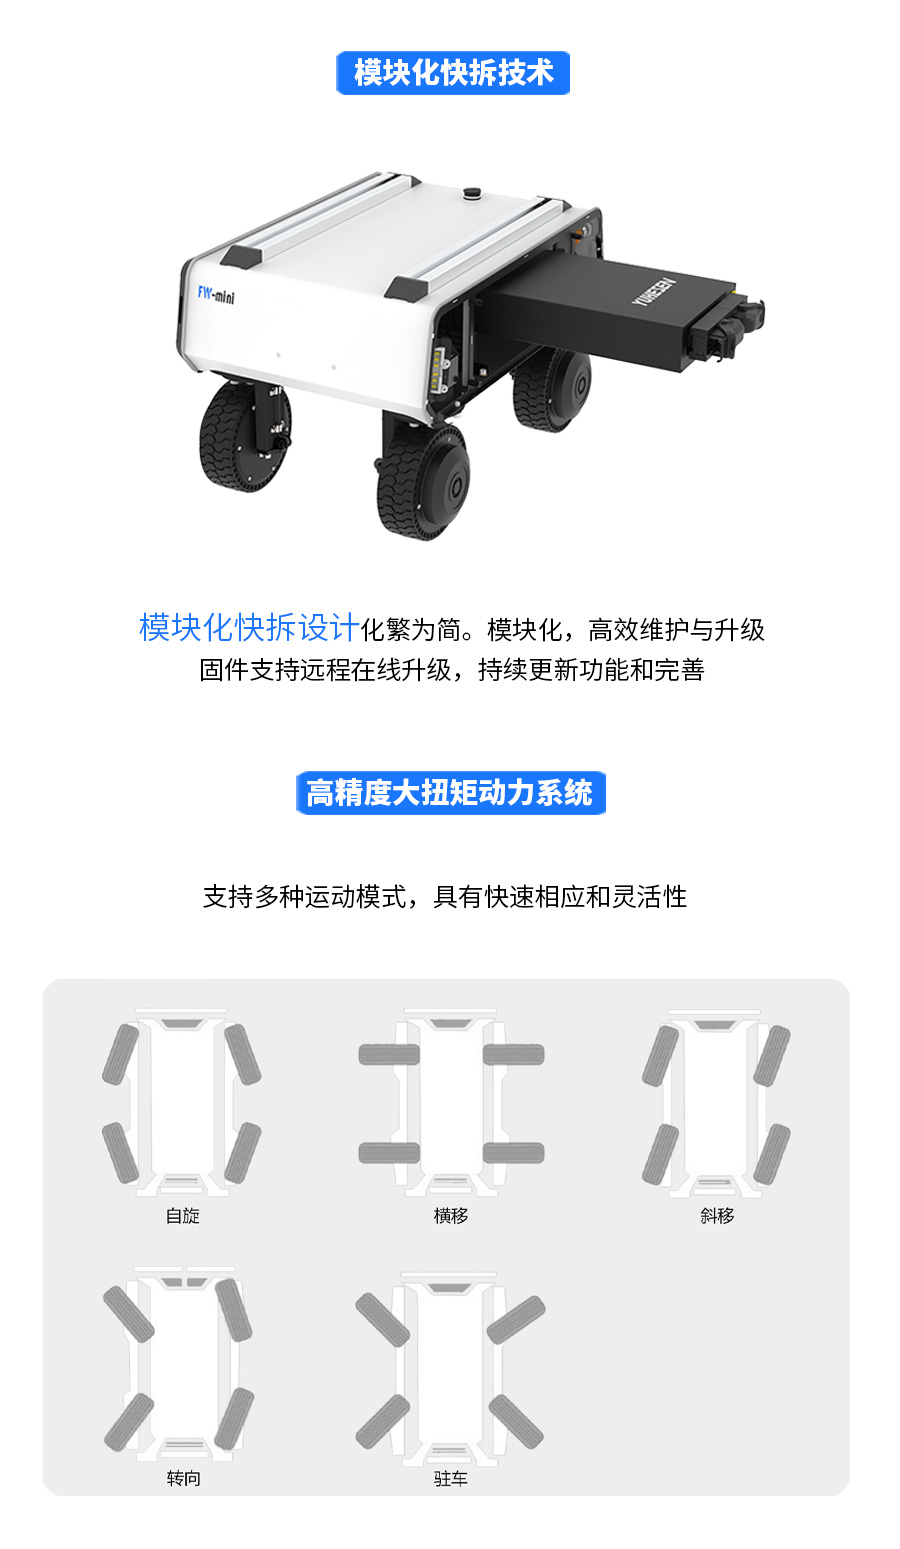 模块化快拆技术
FW-mini
YUHESEN
模块化快拆设计化繁为简。模块化，高效维护与升级
固件支持远程在线升级，持续更新功能和完善
高精度大扭矩动力系统
支持多种运动模式，具有快速相应和灵活性
自旋
横移
斜移
转向
驻车